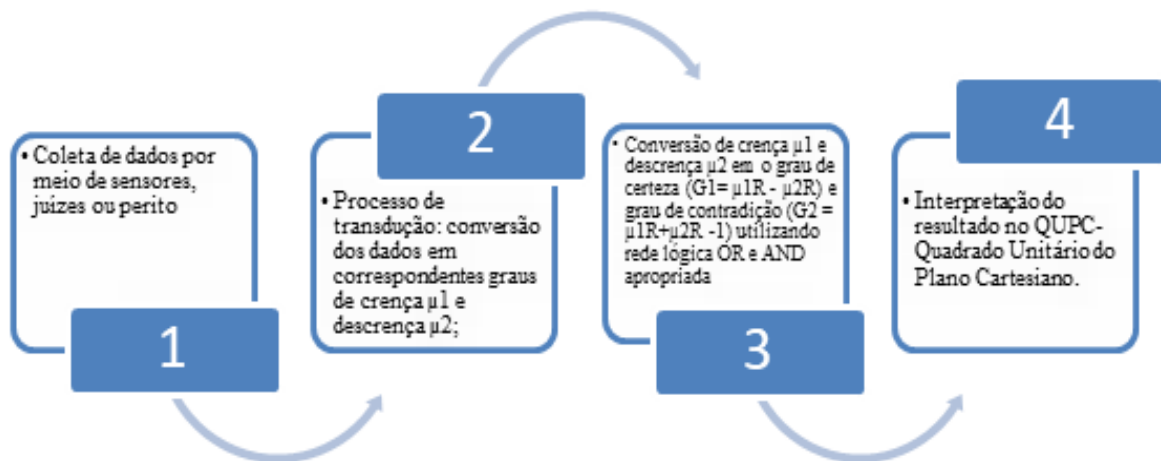 1
• Coleta de dados por
meio de sensores,
juizes ou perito
2
• Processo de
transdução: conversão
dos dados em
correspondentes graus
de crença µ1 e
descrença µ2;
3
• Conversão de crença µ1 e
descrença µ2 em o grau de
certeza (G1= µ1R - µ2R) e
grau de contradição (G2 =
µ1R+µ2R -1) utilizando
rede lógica OR e AND
apropriada
4
• Interpretação do
resultado no QUPC-
Quadrado Unitário do
Plano Cartesiano.